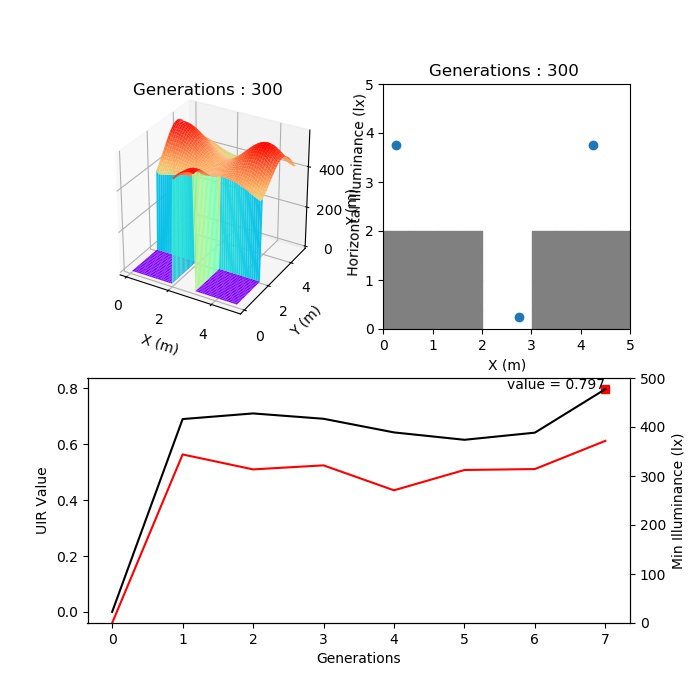 Generations : 300
400
200
0
Horizontal Illuminance (lx)
0
2
4
X (m)
0
2
4
Y (m)
Generations : 300
5
4
3
2
1
0
Y (m)
0 1 2 3 4 5
X (m)
value = 0.797
0.8
0.6
0.4
0.2
0.0
UIR Value
500
400
300
200
100
0
Min Illuminance (lx)
0 1 2 3 4 5 6 7
Generations